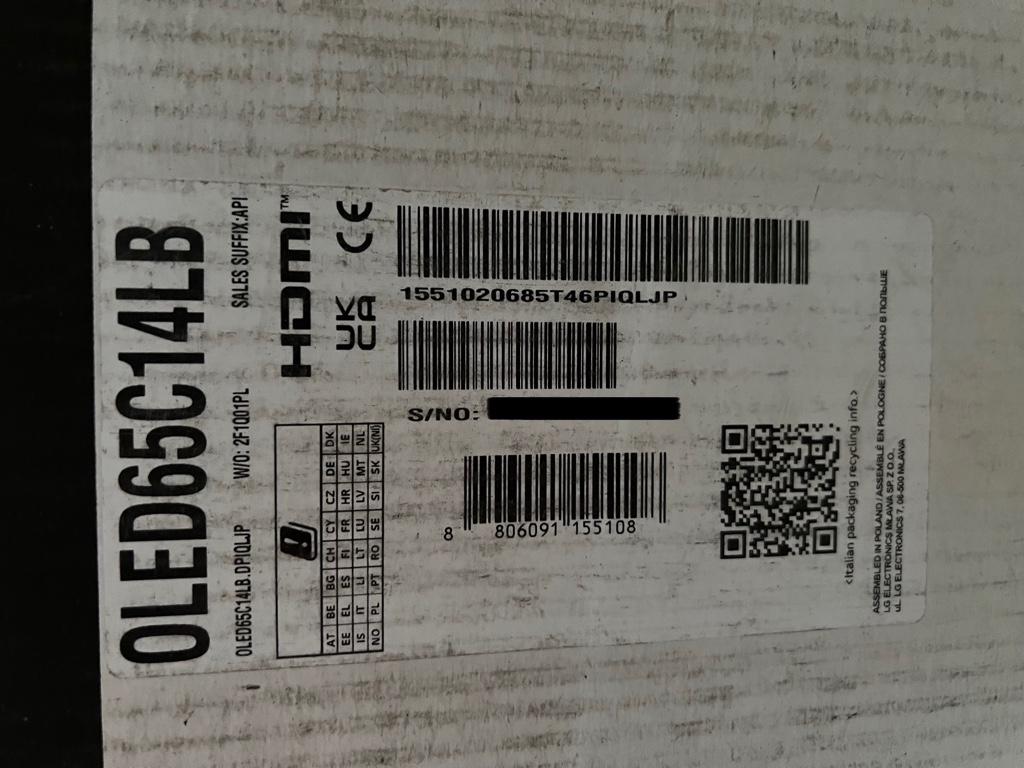 OLED65C14LB
OLED65C14LB.DPIQLJP W/O: 2F1001PL SALES SUFFIX:API
HDMI™
UK CA CE
AT BE BG CH CY CZ DE DK
EE EL ES FI FR HR HU IE
IS IT LI LT LU LV MT NL
NO PL PT RO SE SI SK UK(NI)
1551020685T46PIQLJP
S/NO:
8 806091 155108
<Italian packaging recycling info.>
ASSEMBLED IN POLAND / ASSEMBLÉ EN POLOGNE / СОБРАНО В ПОЛЬШЕ
LG ELECTRONICS MŁAWA SP. Z O.O.
UL. LG ELECTRONICS 7, 06-500 MŁAWA